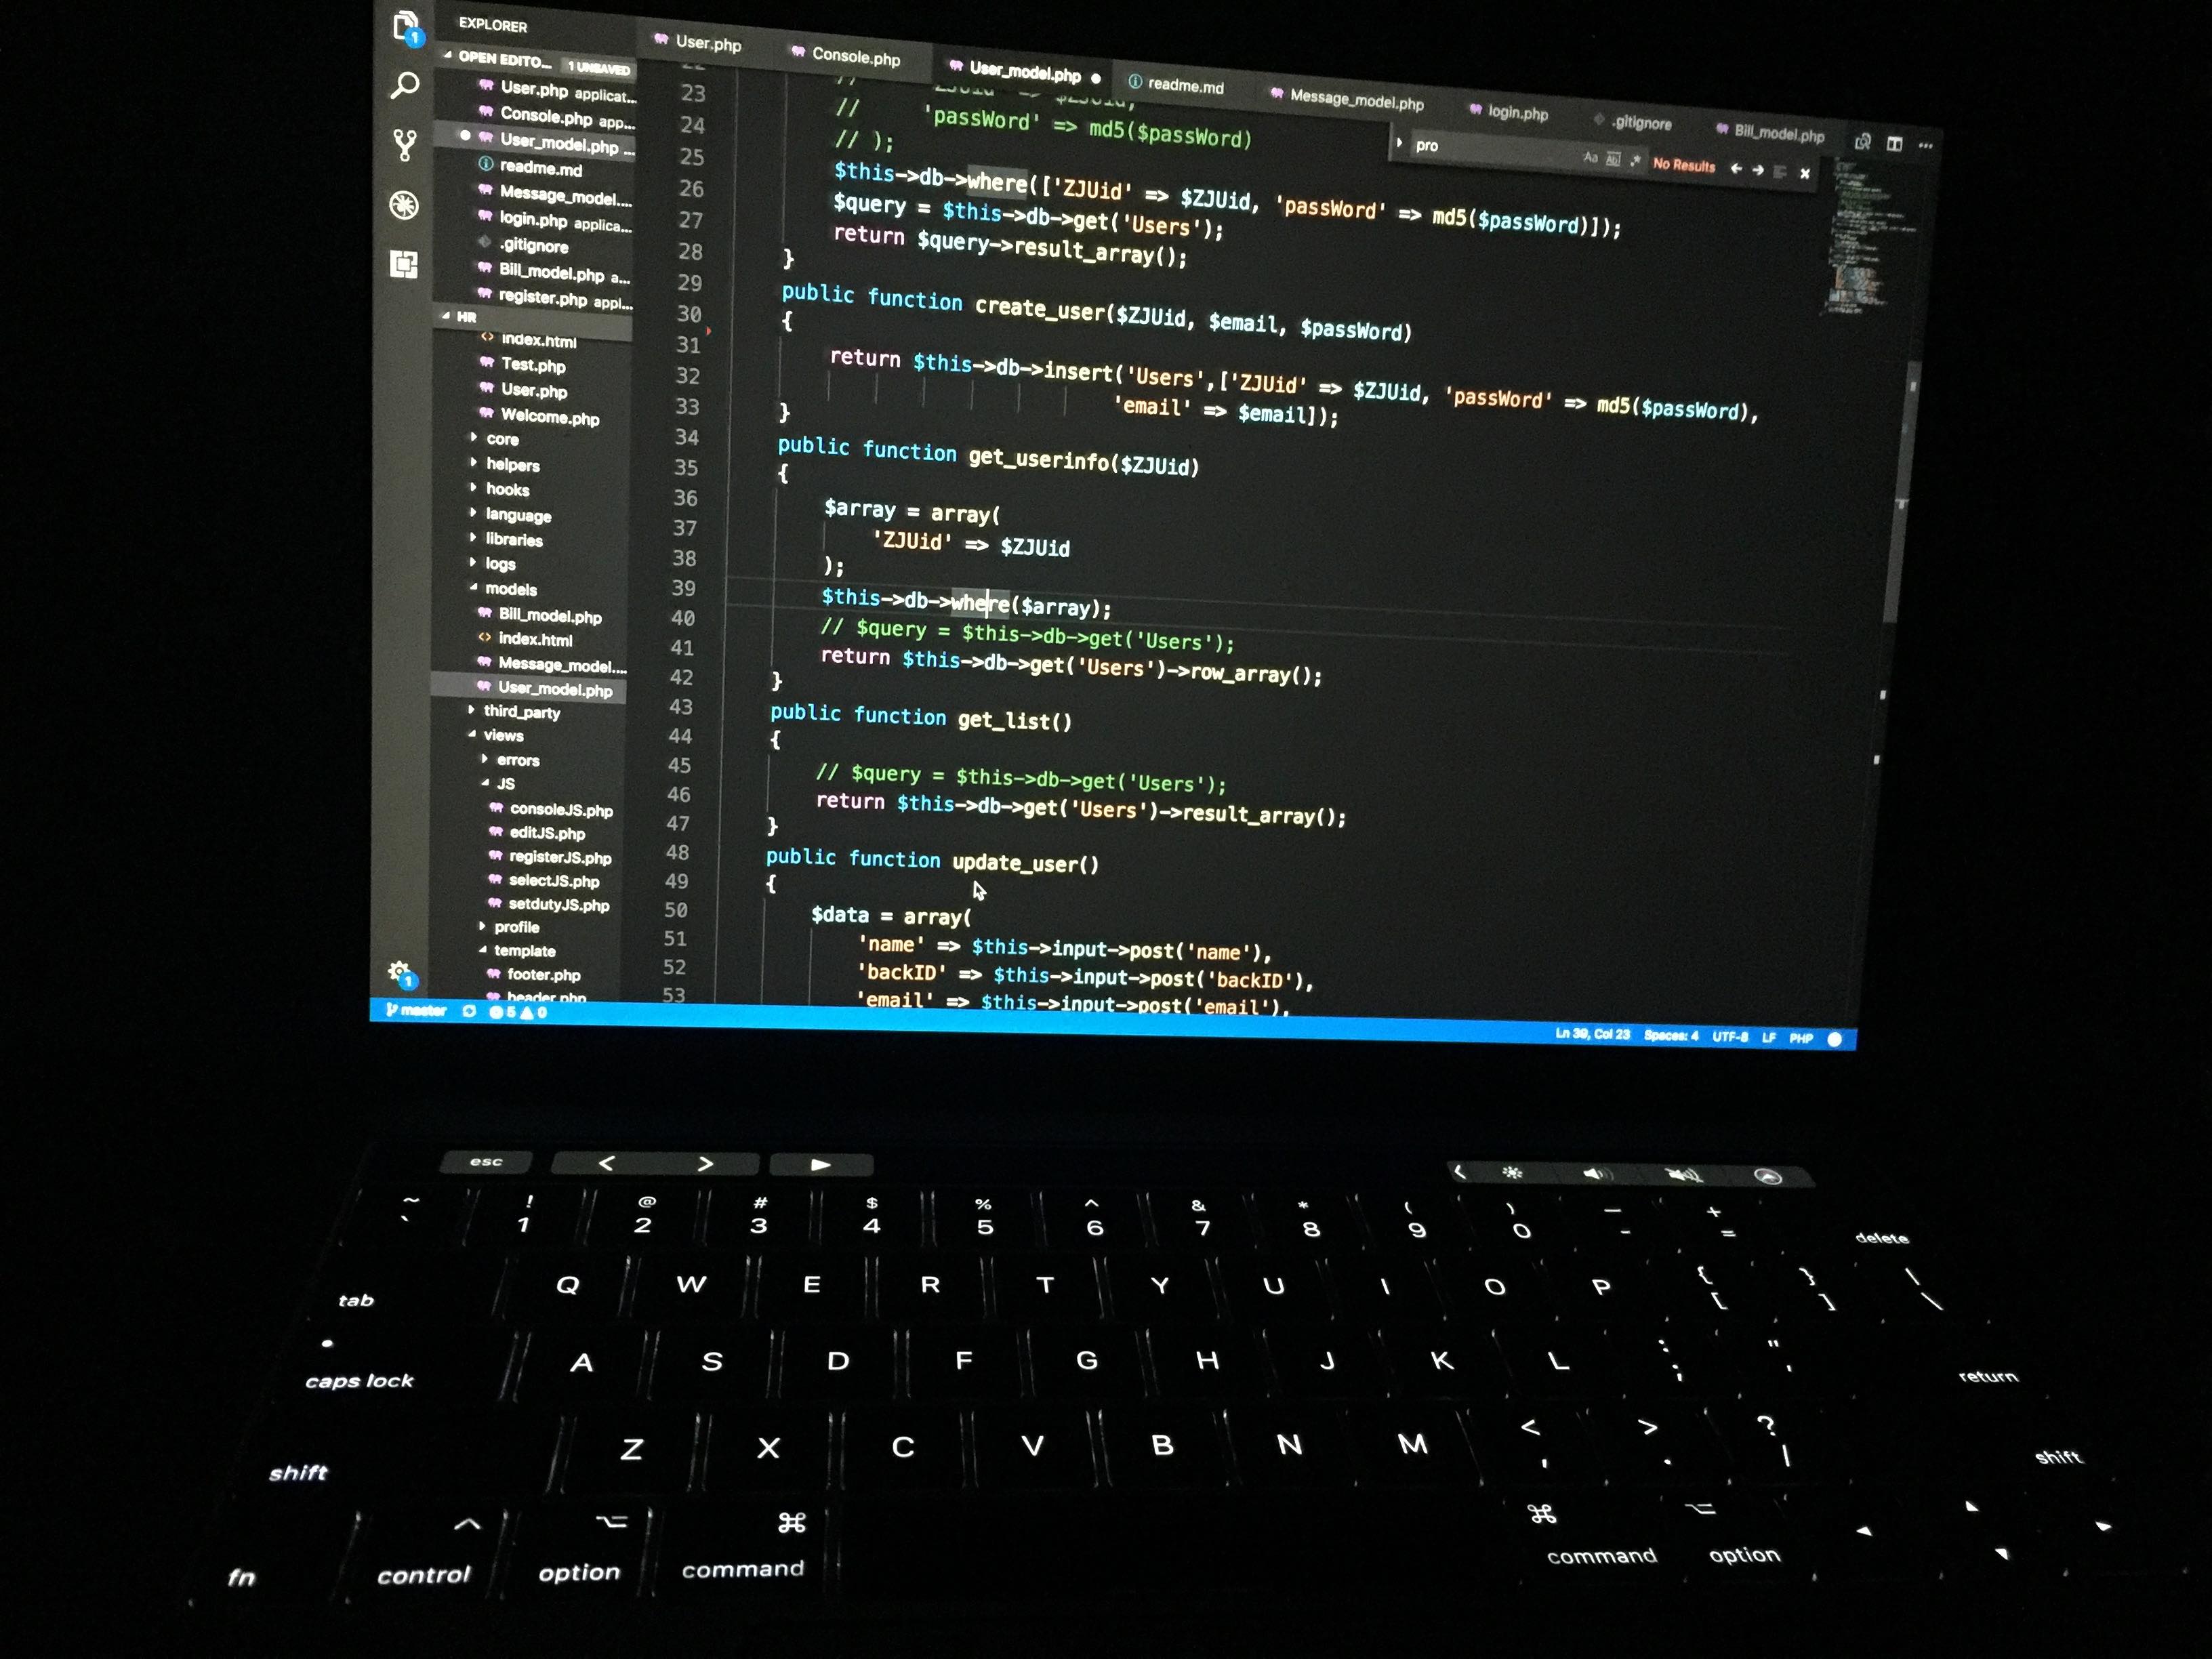 EXPLORER
OPEN EDITO... 1 UNSAVED
User.php applicat...
Console.php app...
User_model.php ...
readme.md
Message_model....
login.php applica...
.gitignore
Bill_model.php a...
register.php appl...
HR
index.html
Test.php
User.php
Welcome.php
core
helpers
hooks
language
libraries
logs
models
Bill_model.php
index.html
Message_model....
User_model.php
third_party
views
errors
JS
consoleJS.php
editJS.php
registerJS.php
selectJS.php
setdutyJS.php
profile
template
footer.php
header.php
User.php Console.php User_model.php readme.md Message_model.php login.php .gitignore Bill_model.php
pro Aa Abl .* No Results
22 //
23 // 'ZJUid' => $ZJUid,
24 // 'passWord' => md5($passWord)
25 // );
26 $this->db->where(['ZJUid' => $ZJUid, 'passWord' => md5($passWord)]);
27 $query = $this->db->get('Users');
28 return $query->result_array();
29 }
30 public function create_user($ZJUid, $email, $passWord)
31 {
32 return $this->db->insert('Users',['ZJUid' => $ZJUid, 'passWord' => md5($passWord),
33 'email' => $email]);
34 }
35 public function get_userinfo($ZJUid)
36 {
37 $array = array(
38 'ZJUid' => $ZJUid
39 );
40 $this->db->where($array);
41 // $query = $this->db->get('Users');
42 return $this->db->get('Users')->row_array();
43 }
44 public function get_list()
45 {
46 // $query = $this->db->get('Users');
47 return $this->db->get('Users')->result_array();
48 }
49 public function update_user()
50 {
51 $data = array(
52 'name' => $this->input->post('name'),
53 'backID' => $this->input->post('backID'),
'email' => $this->input->post('email'),
master 5 0 Ln 39, Col 23 Spaces: 4 UTF-8 LF PHP
esc < >
~ ! @ # $ % ^ & * ( ) — +
` 1 2 3 4 5 6 7 8 9 0 - = delete
tab Q W E R T Y U I O P { [ } ] | \
caps lock A S D F G H J K L : ; " ' return
shift Z X C V B N M < , > . ? / shift
fn control option command command option